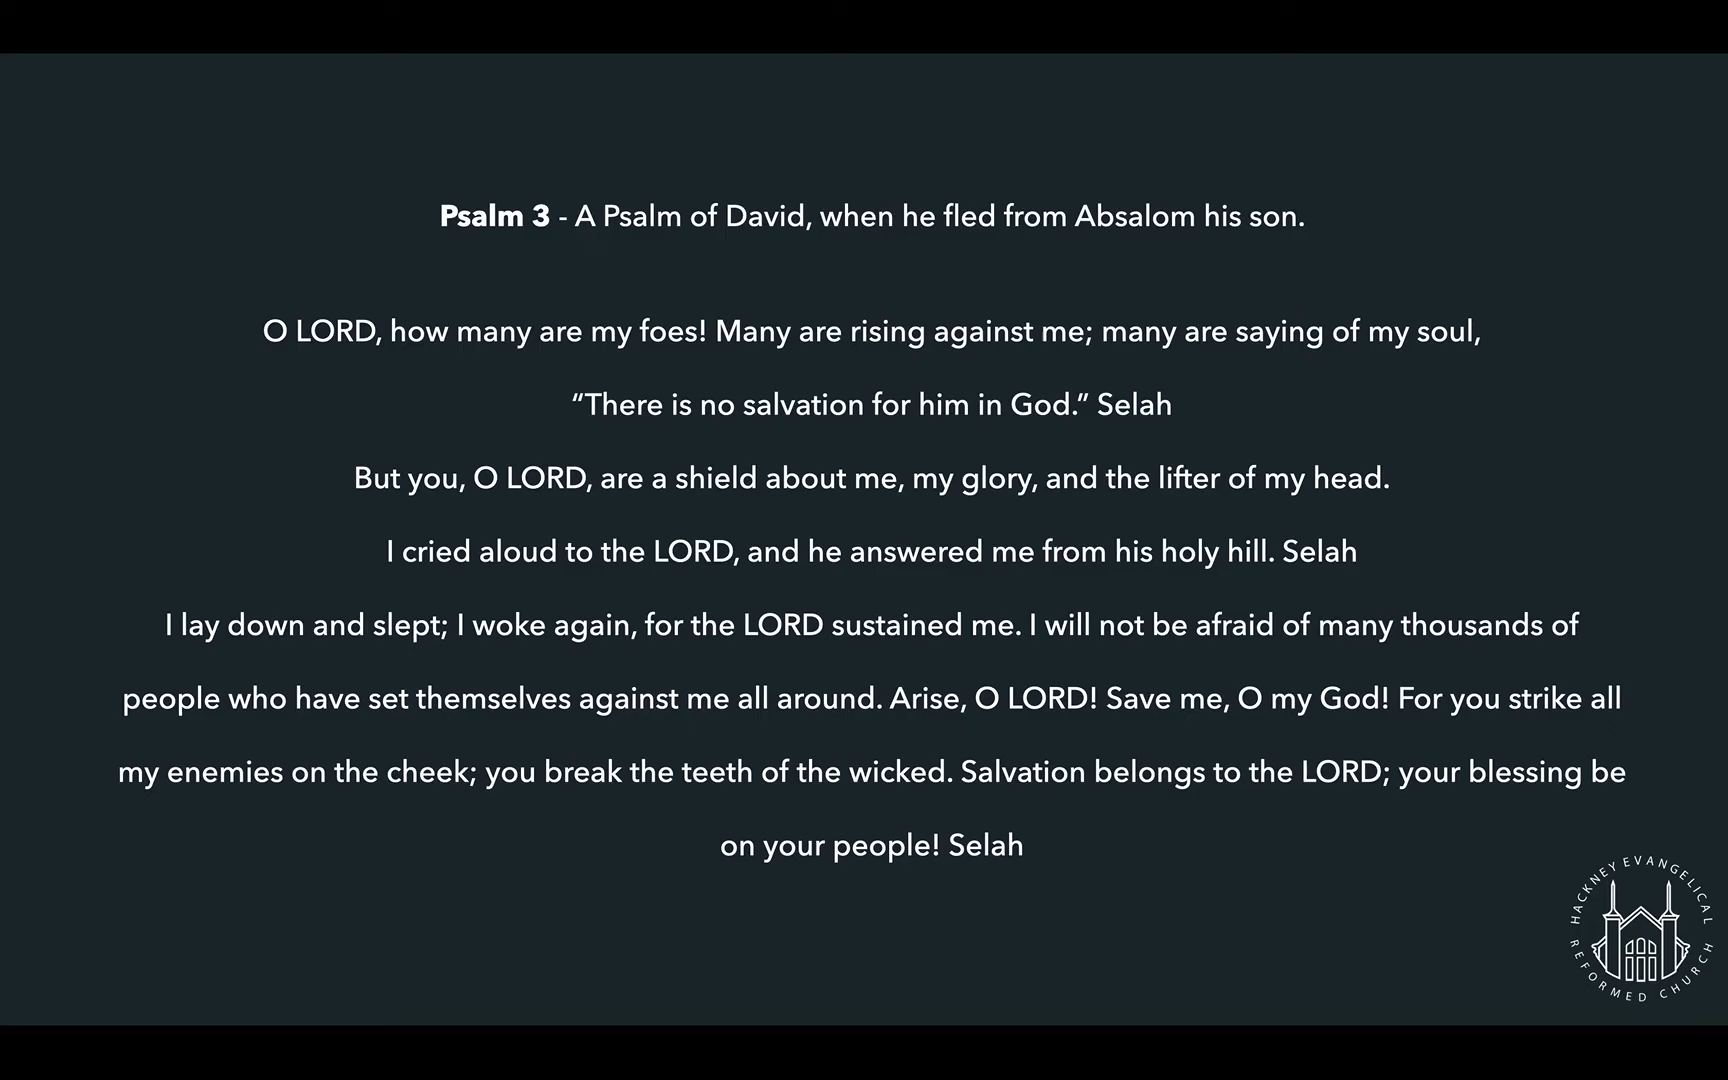 Psalm 3 - A Psalm of David, when he fled from Absalom his son.
O LORD, how many are my foes! Many are rising against me; many are saying of my soul,
“There is no salvation for him in God.” Selah
But you, O LORD, are a shield about me, my glory, and the lifter of my head.
I cried aloud to the LORD, and he answered me from his holy hill. Selah
I lay down and slept; I woke again, for the LORD sustained me. I will not be afraid of many thousands of
people who have set themselves against me all around. Arise, O LORD! Save me, O my God! For you strike all
my enemies on the cheek; you break the teeth of the wicked. Salvation belongs to the LORD; your blessing be
on your people! Selah
HACKNEY EVANGELICAL
REFORMED CHURCH